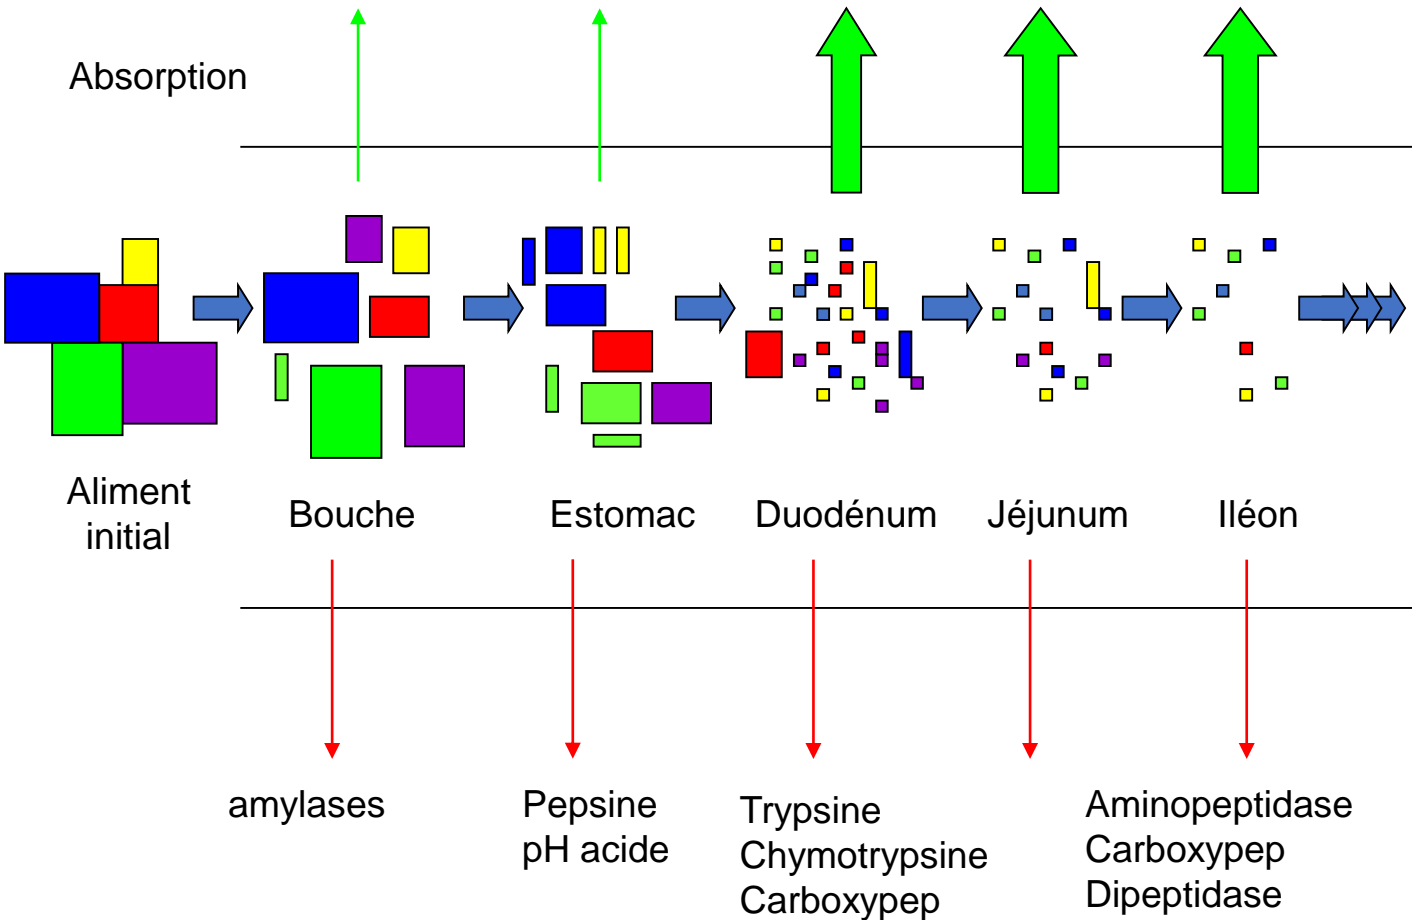 Absorption
Aliment
initial
Bouche
Estomac
Duodénum
Jéjunum
Iléon
amylases
Pepsine
pH acide
Trypsine
Chymotrypsine
Carboxypep
Aminopeptidase
Carboxypep
Dipeptidase